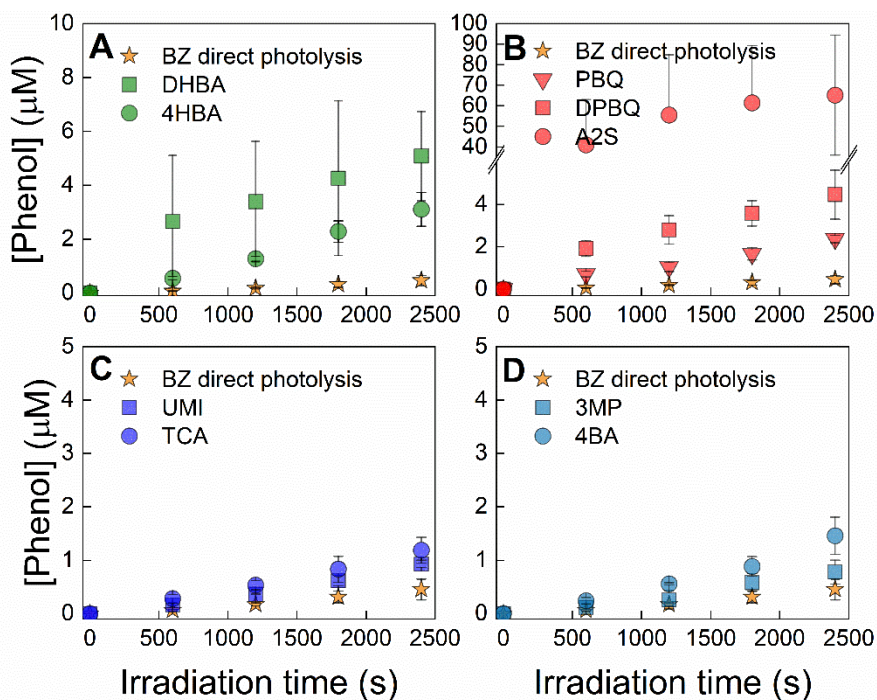 [Phenol] (μM)
A
BZ direct photolysis
DHBA
4HBA
10
8
6
4
2
0
0 500 1000 1500 2000 2500
B
BZ direct photolysis
PBQ
DPBQ
A2S
100
90
80
70
60
50
40
4
2
0
0 500 1000 1500 2000 2500
[Phenol] (μM)
C
BZ direct photolysis
UMI
TCA
5
4
3
2
1
0
0 500 1000 1500 2000 2500
Irradiation time (s)
D
BZ direct photolysis
3MP
4BA
5
4
3
2
1
0
0 500 1000 1500 2000 2500
Irradiation time (s)